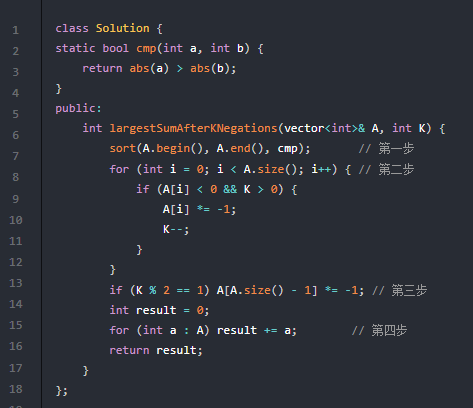 1 class Solution {
2 static bool cmp(int a, int b) {
3     return abs(a) > abs(b);
4 }
5 public:
6     int largestSumAfterKNegations(vector<int>& A, int K) {
7         sort(A.begin(), A.end(), cmp);       // 第一步
8         for (int i = 0; i < A.size(); i++) { // 第二步
9             if (A[i] < 0 && K > 0) {
10                 A[i] *= -1;
11                 K--;
12             }
13         }
14         if (K % 2 == 1) A[A.size() - 1] *= -1; // 第三步
15         int result = 0;
16         for (int a : A) result += a;        // 第四步
17         return result;
18     }
};